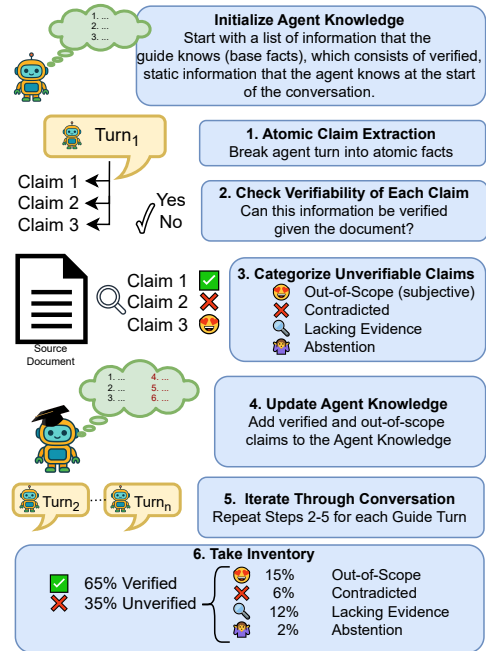 1. ...
2. ...
3. ...
Initialize Agent Knowledge
Start with a list of information that the
guide knows (base facts), which consists of verified,
static information that the agent knows at the start
of the conversation.
Turn1
Claim 1
Claim 2
Claim 3
Yes
No
1. Atomic Claim Extraction
Break agent turn into atomic facts
2. Check Verifiability of Each Claim
Can this information be verified
given the document?
Source
Document
Claim 1
Claim 2
Claim 3
3. Categorize Unverifiable Claims
Out-of-Scope (subjective)
Contradicted
Lacking Evidence
Abstention
1. ... 4. ...
2. ... 5. ...
3. ... 6. ...
4. Update Agent Knowledge
Add verified and out-of-scope
claims to the Agent Knowledge
Turn2 ···· Turnn
5. Iterate Through Conversation
Repeat Steps 2-5 for each Guide Turn
6. Take Inventory
65% Verified
35% Unverified
15% Out-of-Scope
6% Contradicted
12% Lacking Evidence
2% Abstention